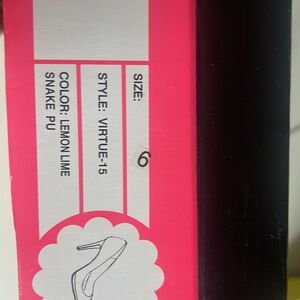 SIZE: 6
STYLE: VIRTUE-15
COLOR: LEMON LIME
SNAKE PU